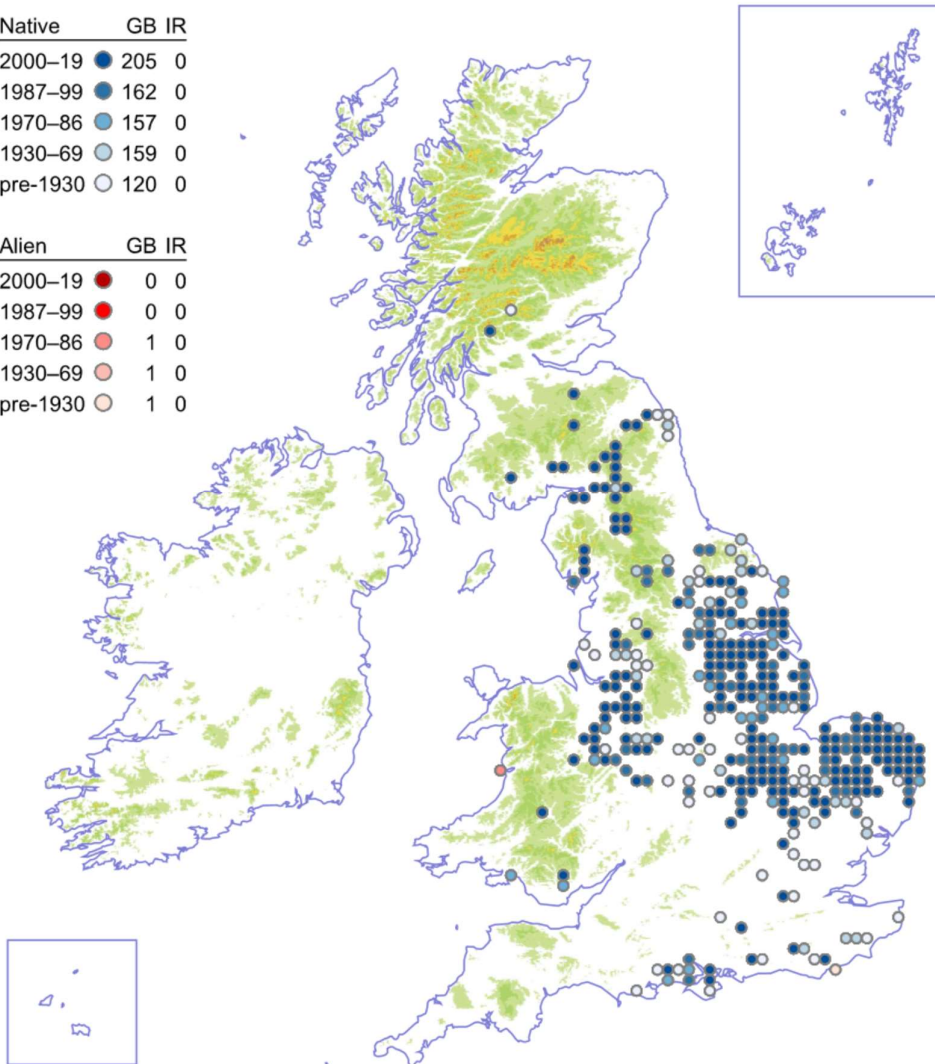 Native GB IR
2000–19 205 0
1987–99 162 0
1970–86 157 0
1930–69 159 0
pre-1930 120 0
Alien GB IR
2000–19 0 0
1987–99 0 0
1970–86 1 0
1930–69 1 0
pre-1930 1 0